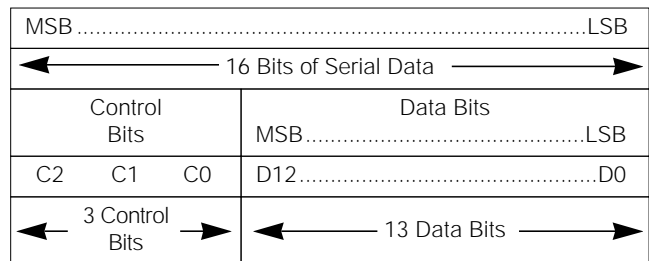 MSB.....................................................................................LSB
16 Bits of Serial Data
Control
Bits
Data Bits
MSB.............................................LSB
C2 C1 C0 D12................................................D0
3 Control
Bits
13 Data Bits